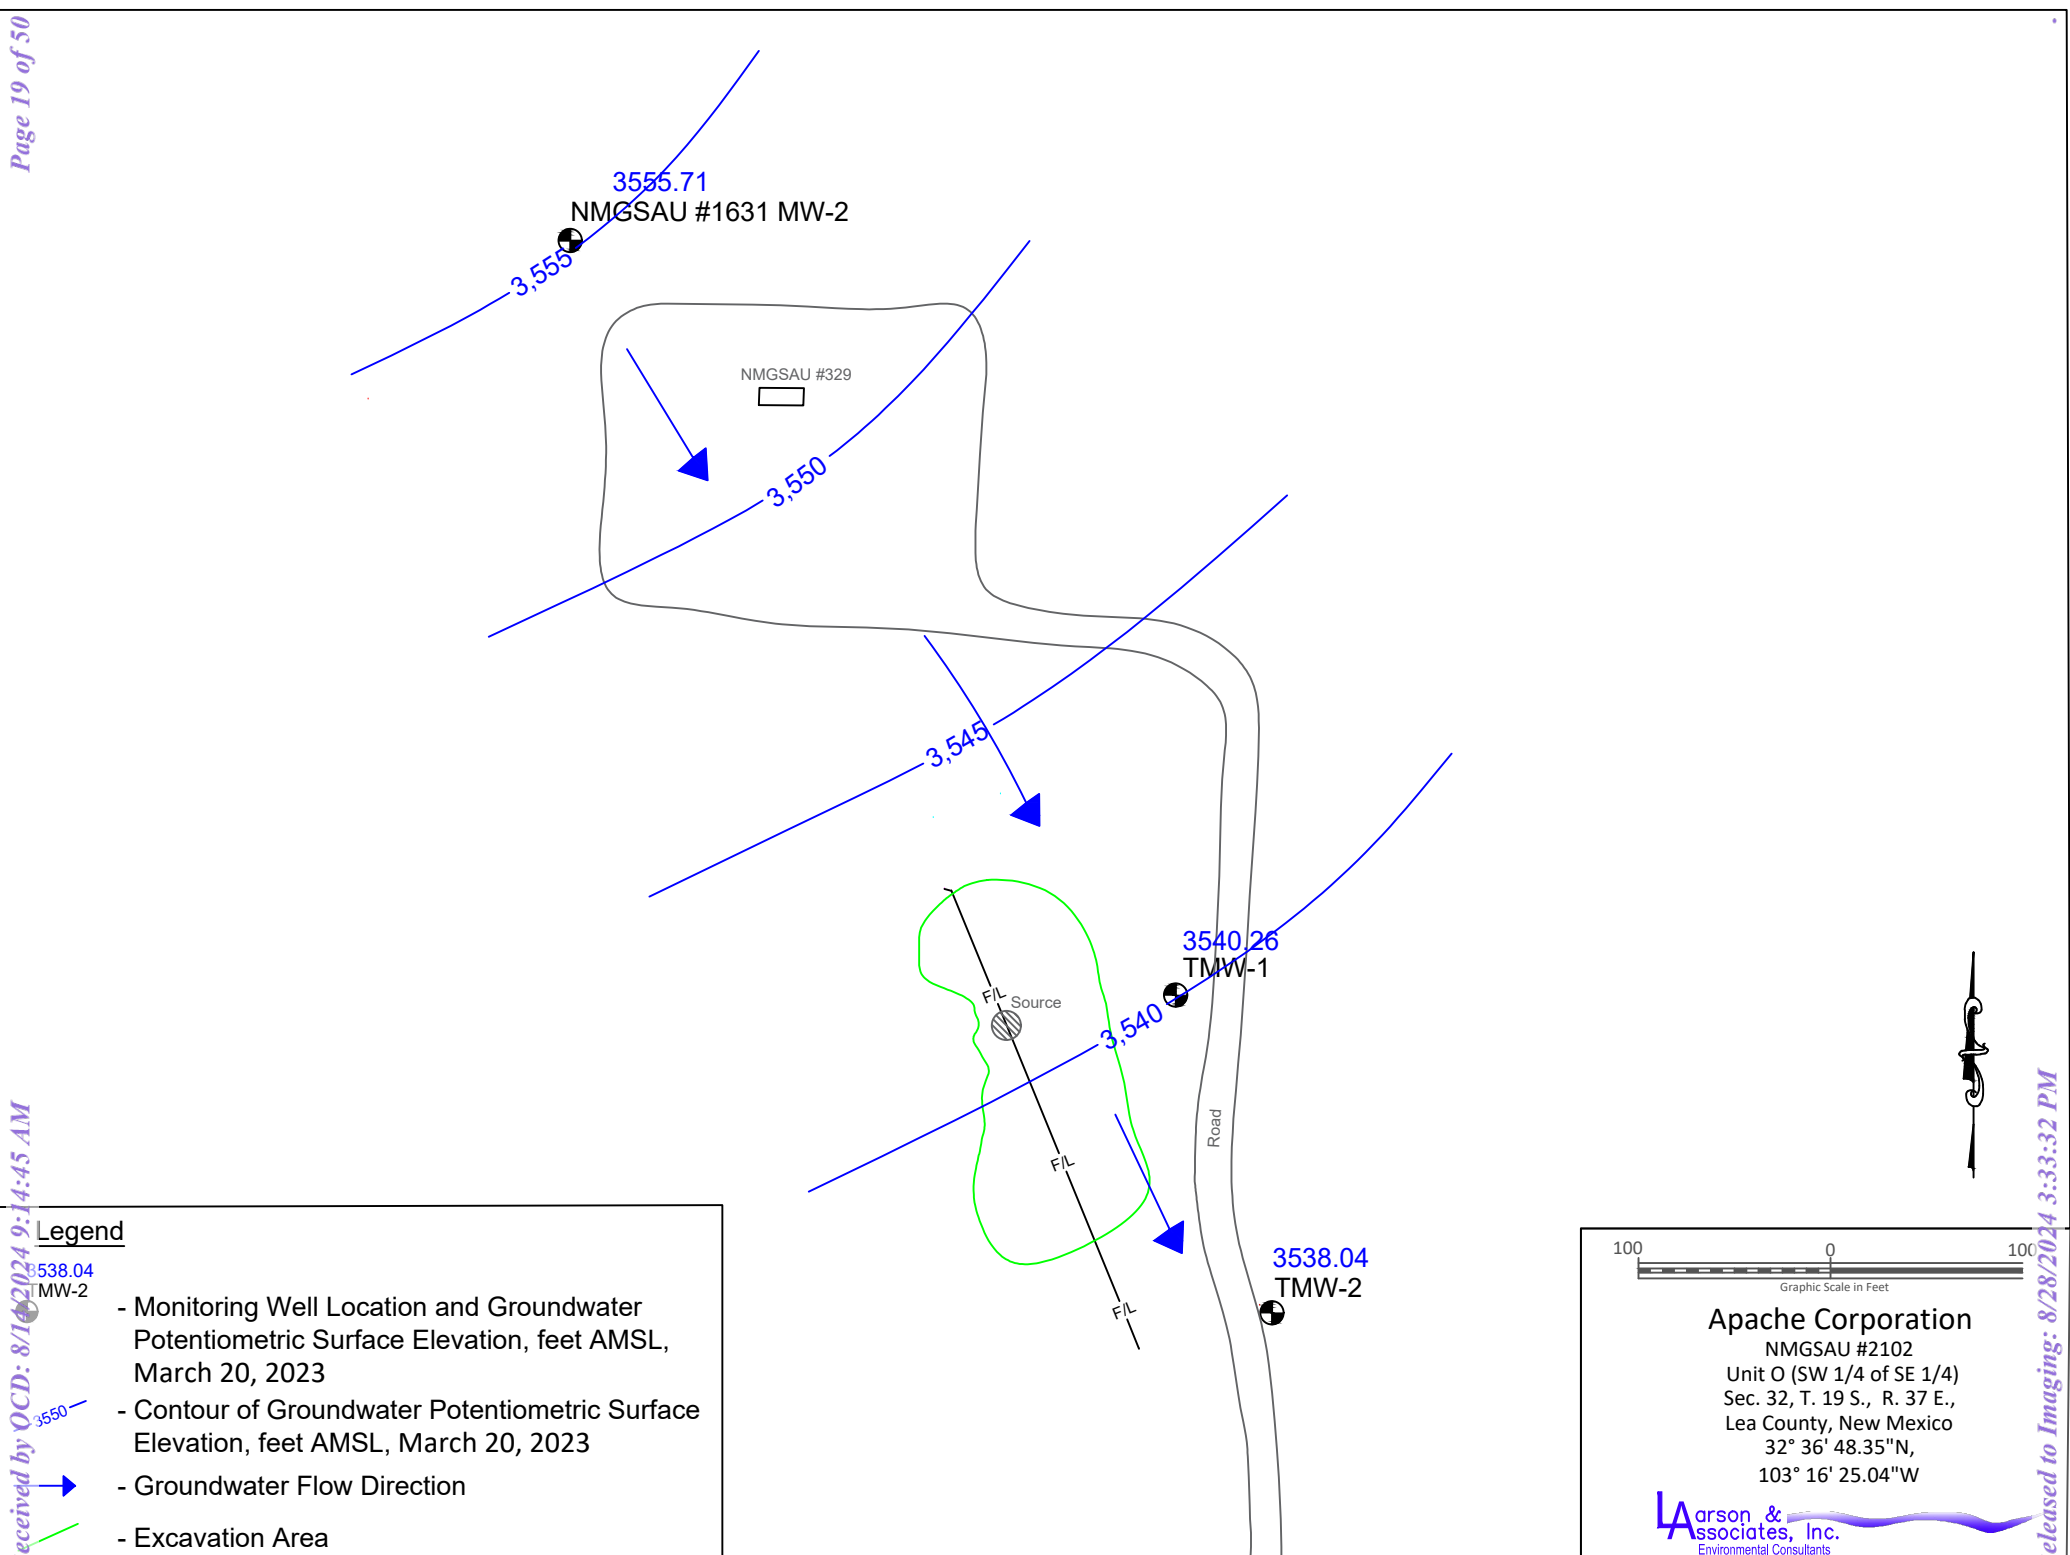 Page 19 of 50
3555.71
NMGSAU #1631 MW-2
3,555
NMGSAU #329
3,550
3,545
3540.26
TMW-1
F/L
Source
3,540
Road
F/L
3538.04
TMW-2
F/L
eceived by OCD: 8/14/2024 9:14:45 AM
eleased to Imaging: 8/28/2024 3:33:32 PM
Legend
3538.04
TMW-2
- Monitoring Well Location and Groundwater
Potentiometric Surface Elevation, feet AMSL,
March 20, 2023
3550
- Contour of Groundwater Potentiometric Surface
Elevation, feet AMSL, March 20, 2023
- Groundwater Flow Direction
- Excavation Area
100 0 100
Graphic Scale in Feet
Apache Corporation
NMGSAU #2102
Unit O (SW 1/4 of SE 1/4)
Sec. 32, T. 19 S., R. 37 E.,
Lea County, New Mexico
32° 36' 48.35"N,
103° 16' 25.04"W
Larson &
Associates, Inc.
Environmental Consultants